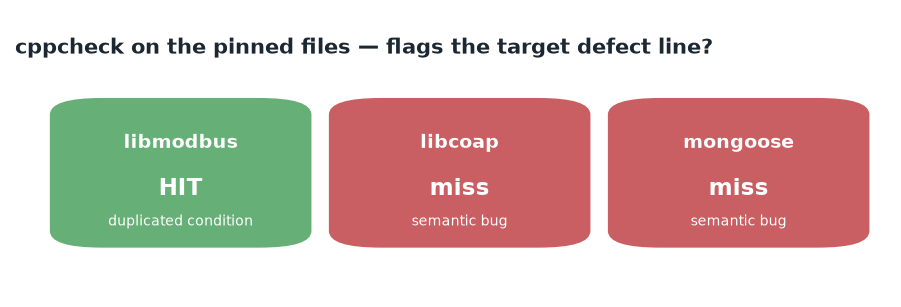 cppcheck on the pinned files — flags the target defect line?
libmodbus
HIT
duplicated condition
libcoap
miss
semantic bug
mongoose
miss
semantic bug